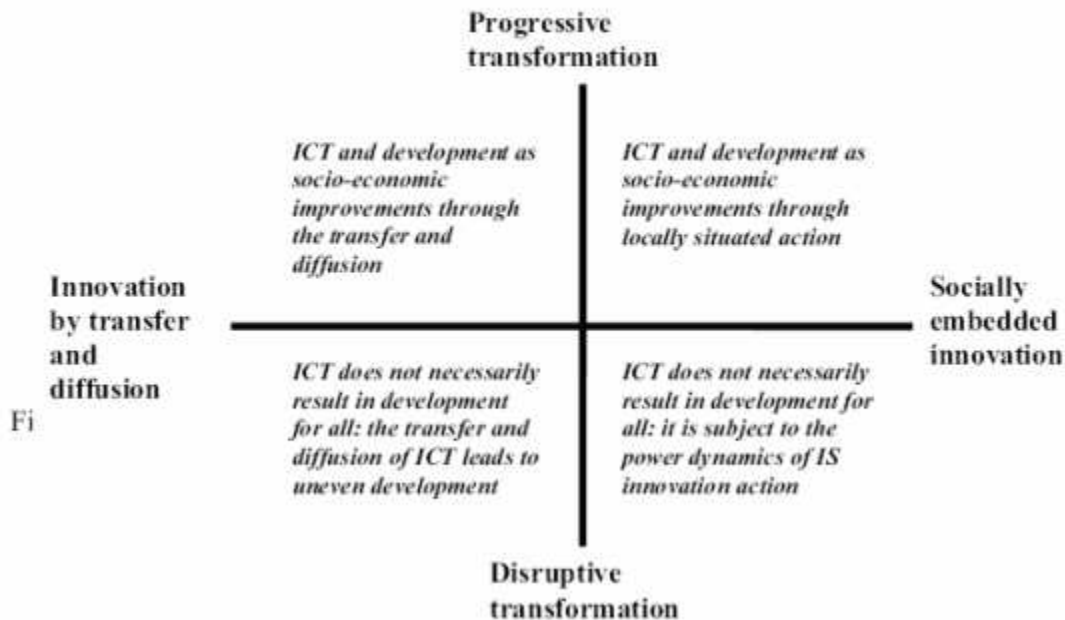 Progressive
transformation
ICT and development as
socio-economic
improvements through
the transfer and
diffusion
ICT and development as
socio-economic
improvements through
locally situated action
Innovation
by transfer
and
diffusion
Socially
embedded
innovation
ICT does not necessarily
result in development
for all: the transfer and
diffusion of ICT leads to
uneven development
ICT does not necessarily
result in development for
all: it is subject to the
power dynamics of IS
innovation action
Fi
Disruptive
transformation